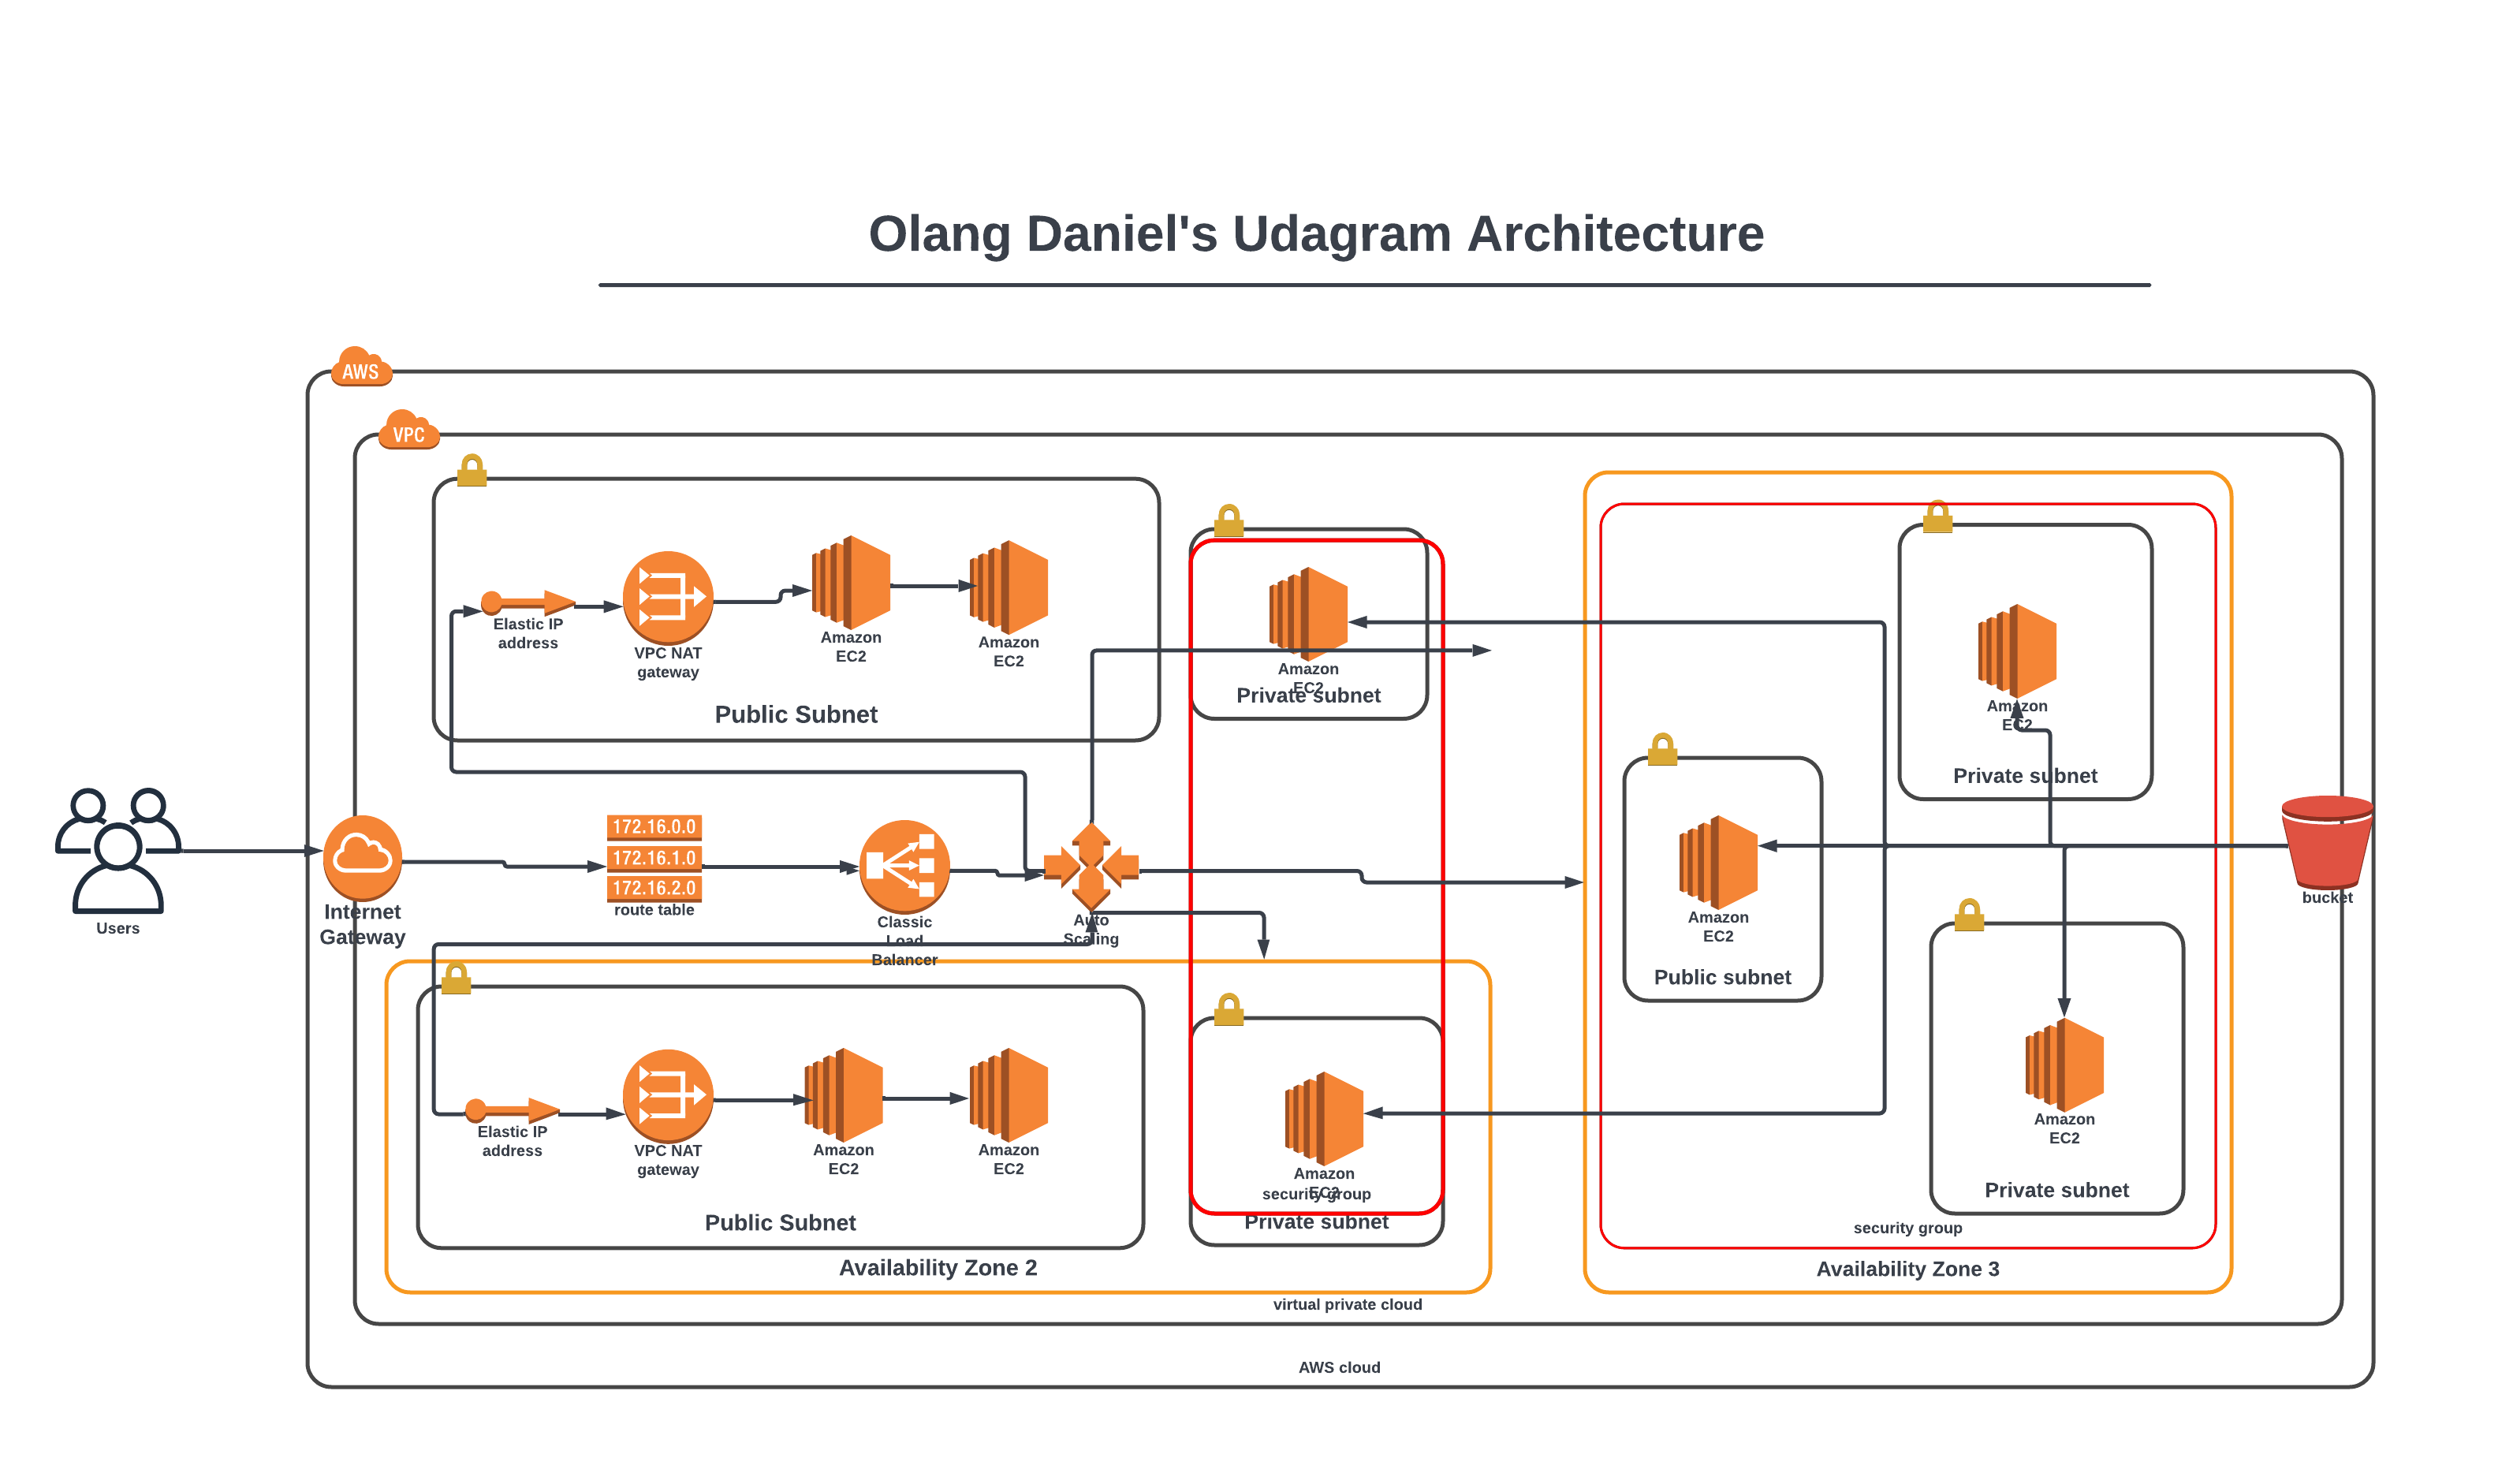 Olang Daniel's Udagram Architecture
AWS
VPC
Elastic IP
address
VPC NAT
gateway
Amazon
EC2
Amazon
EC2
Public Subnet
Amazon
EC2
Private subnet
Amazon
EC2
Private subnet
Users
Internet
Gateway
172.16.0.0
172.16.1.0
172.16.2.0
route table
Classic
Load
Balancer
Auto
Scaling
Amazon
EC2
Public subnet
bucket
Elastic IP
address
VPC NAT
gateway
Amazon
EC2
Amazon
EC2
Public Subnet
Availability Zone 2
Amazon
EC2
security group
Private subnet
Amazon
EC2
Private subnet
security group
Availability Zone 3
virtual private cloud
AWS cloud